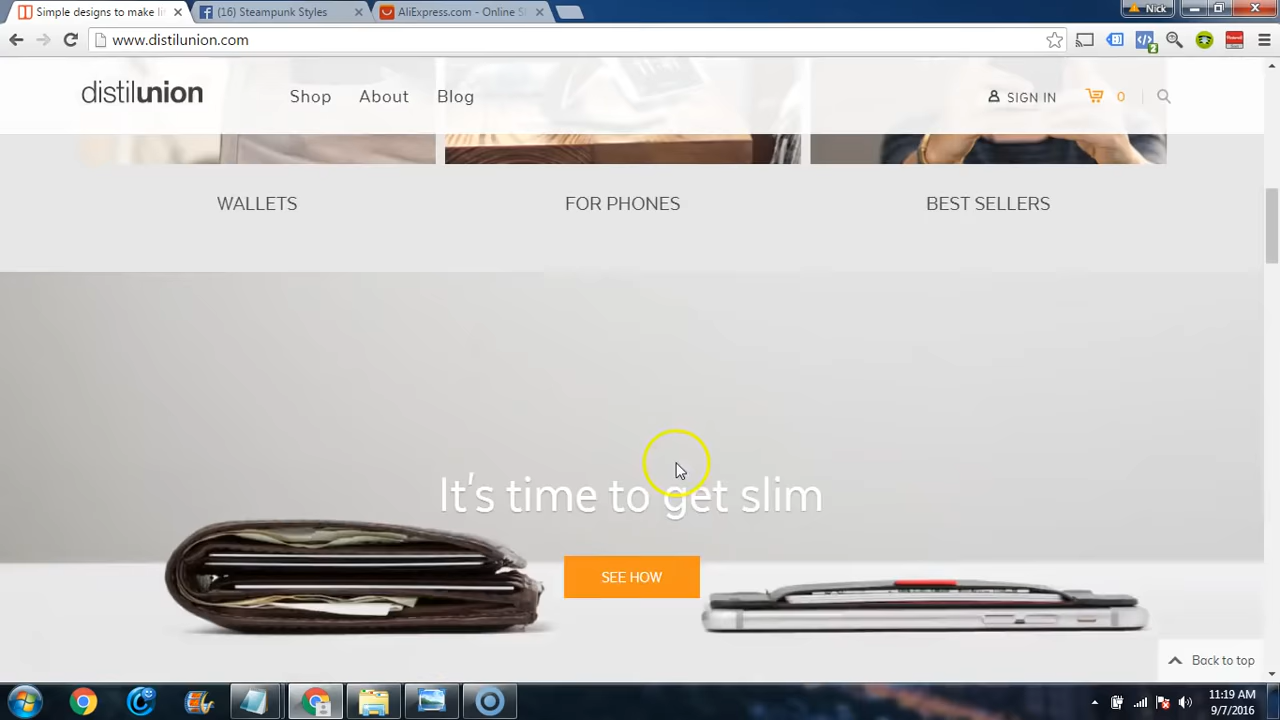 Simple designs to make li
(16) Steampunk Styles
AliExpress.com - Online S
Nick
www.distilunion.com
2
distilunion
Shop
About
Blog
SIGN IN
0
WALLETS
FOR PHONES
BEST SELLERS
It's time to get slim
SEE HOW
Back to top
11:19 AM
9/7/2016